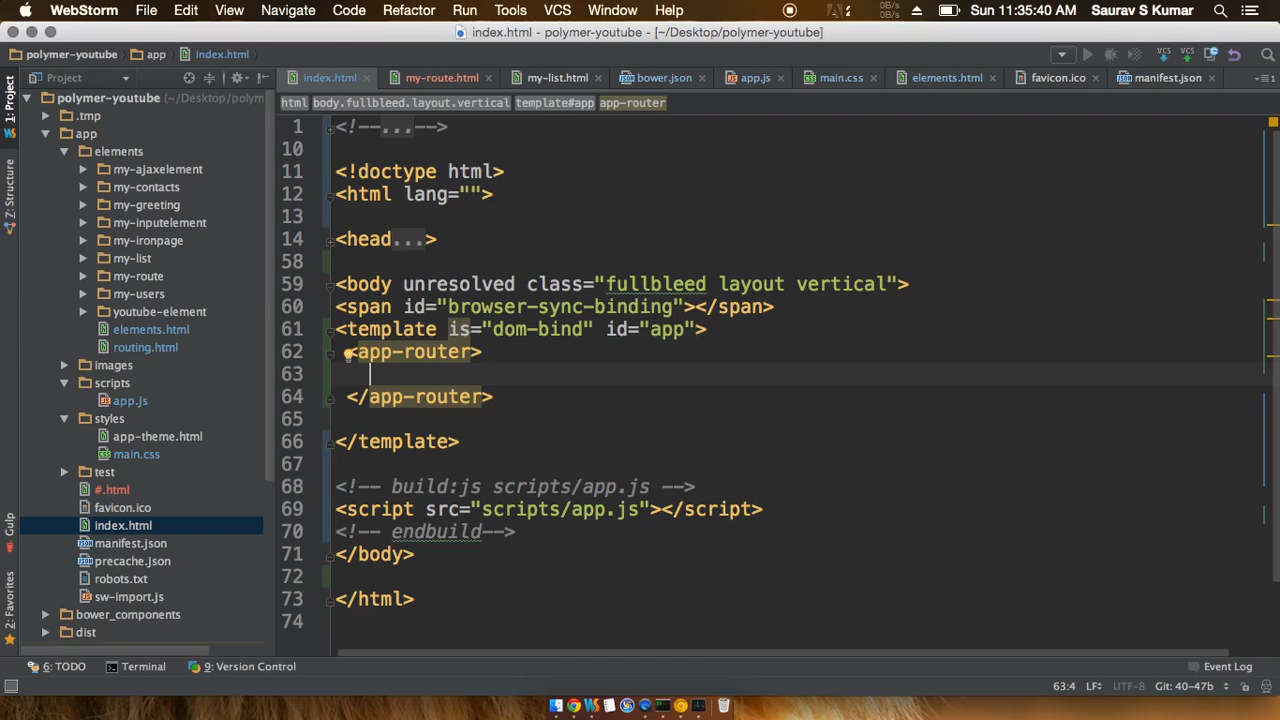 WebStorm File Edit View Navigate Code Refactor Run Tools VCS Window Help 0B/s 0B/s Sun 11:35:40 AM Saurav S Kumar
index.html - polymer-youtube - [~/Desktop/polymer-youtube]
polymer-youtube app index.html
1: Project
Z: Structure
Gulp
2: Favorites
Project
index.html my-route.html my-list.html bower.json app.js main.css elements.html favicon.ico manifest.json
html body.fullbleed.layout.vertical template#app app-router
polymer-youtube (~/Desktop/polym
.tmp
app
elements
my-ajaxelement
my-contacts
my-greeting
my-inputelement
my-ironpage
my-list
my-route
my-users
youtube-element
elements.html
routing.html
images
scripts
app.js
styles
app-theme.html
main.css
test
#.html
favicon.ico
index.html
manifest.json
precache.json
robots.txt
sw-import.js
bower_components
dist
1 <!--...-->
10
11 <!doctype html>
12 <html lang="">
13
14 <head...>
58
59 <body unresolved class="fullbleed layout vertical">
60 <span id="browser-sync-binding"></span>
61 <template is="dom-bind" id="app">
62 <app-router>
63
64 </app-router>
65
66 </template>
67
68 <!-- build:js scripts/app.js -->
69 <script src="scripts/app.js"></script>
70 <!-- endbuild-->
71 </body>
72
73 </html>
74
6: TODO Terminal 9: Version Control Event Log
63:4 LF UTF-8 Git: 40-47b